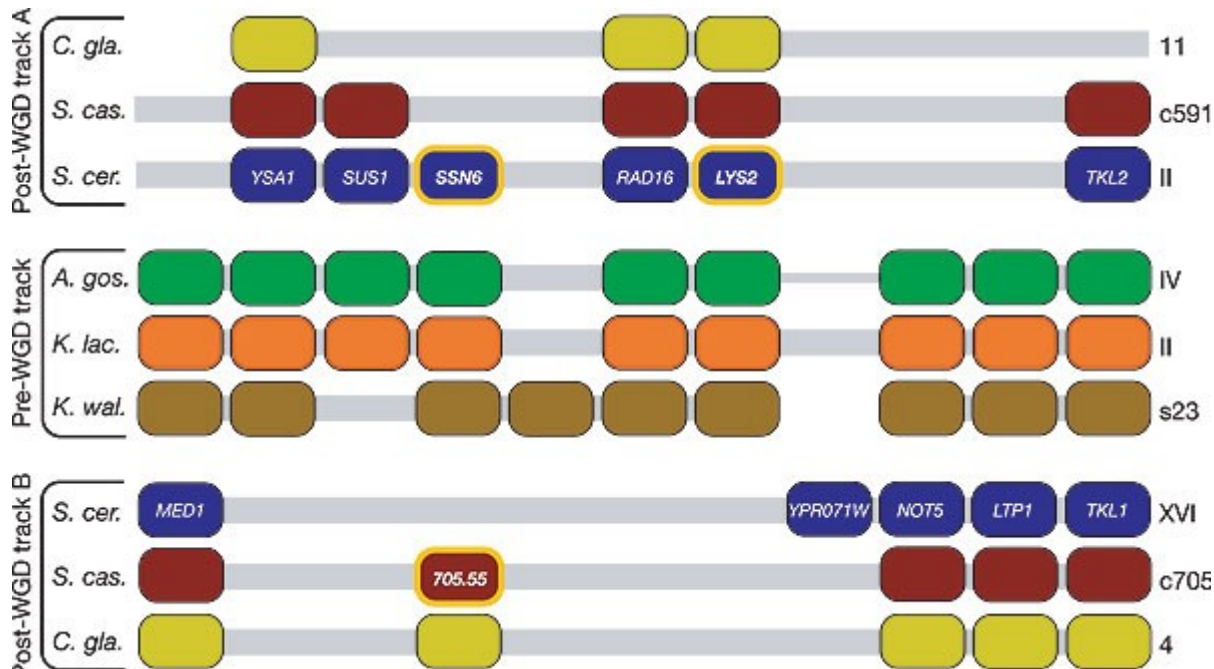 Post-WGD track A
C. gla. 11
S. cas. c591
S. cer. YSA1 SUS1 SSN6 RAD16 LYS2 TKL2 II
Pre-WGD track
A. gos. IV
K. lac. II
K. wal. s23
Post-WGD track B
S. cer. MED1 YPR071W NOT5 LTP1 TKL1 XVI
S. cas. 705.55 c705
C. gla. 4